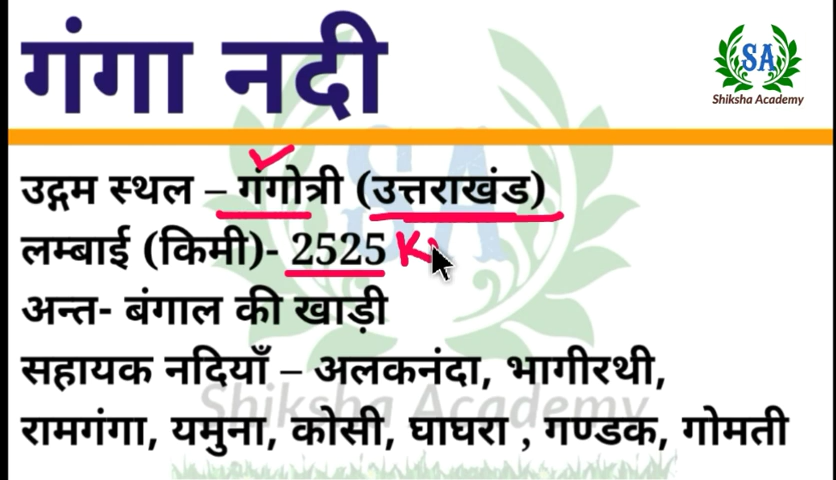 गंगा नदी
SA
Shiksha Academy
उद्गम स्थल – गंगोत्री (उत्तराखंड)
लम्बाई (किमी)- 2525 K
अन्त- बंगाल की खाड़ी
सहायक नदियाँ – अलकनंदा, भागीरथी,
रामगंगा, यमुना, कोसी, घाघरा , गण्डक, गोमती
SA
Shiksha Academy